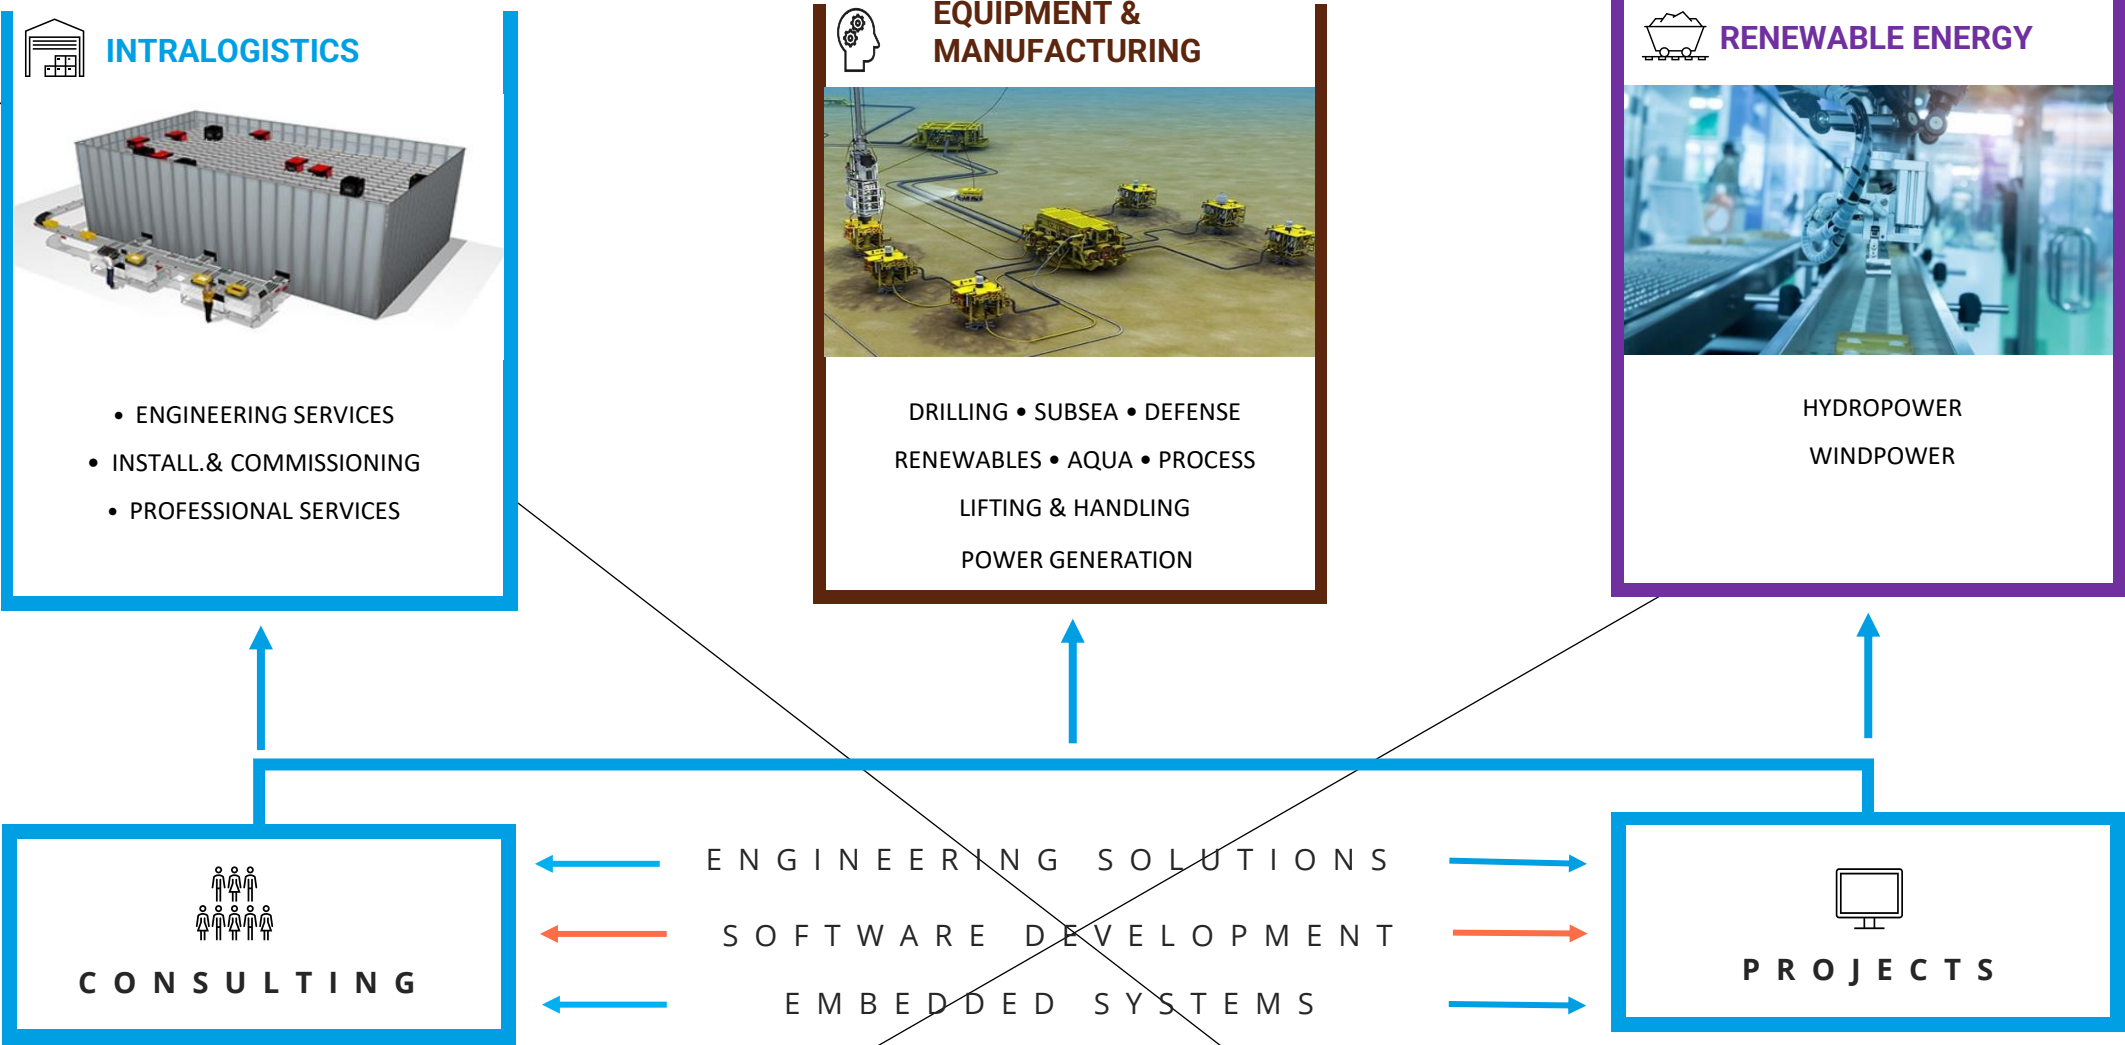 INTRALOGISTICS
• ENGINEERING SERVICES
• INSTALL.& COMMISSIONING
• PROFESSIONAL SERVICES
EQUIPMENT &
MANUFACTURING
DRILLING • SUBSEA • DEFENSE
RENEWABLES • AQUA • PROCESS
LIFTING & HANDLING
POWER GENERATION
RENEWABLE ENERGY
HYDROPOWER
WINDPOWER
CONSULTING
ENGINEERING SOLUTIONS
SOFTWARE DEVELOPMENT
EMBEDDED SYSTEMS
PROJECTS